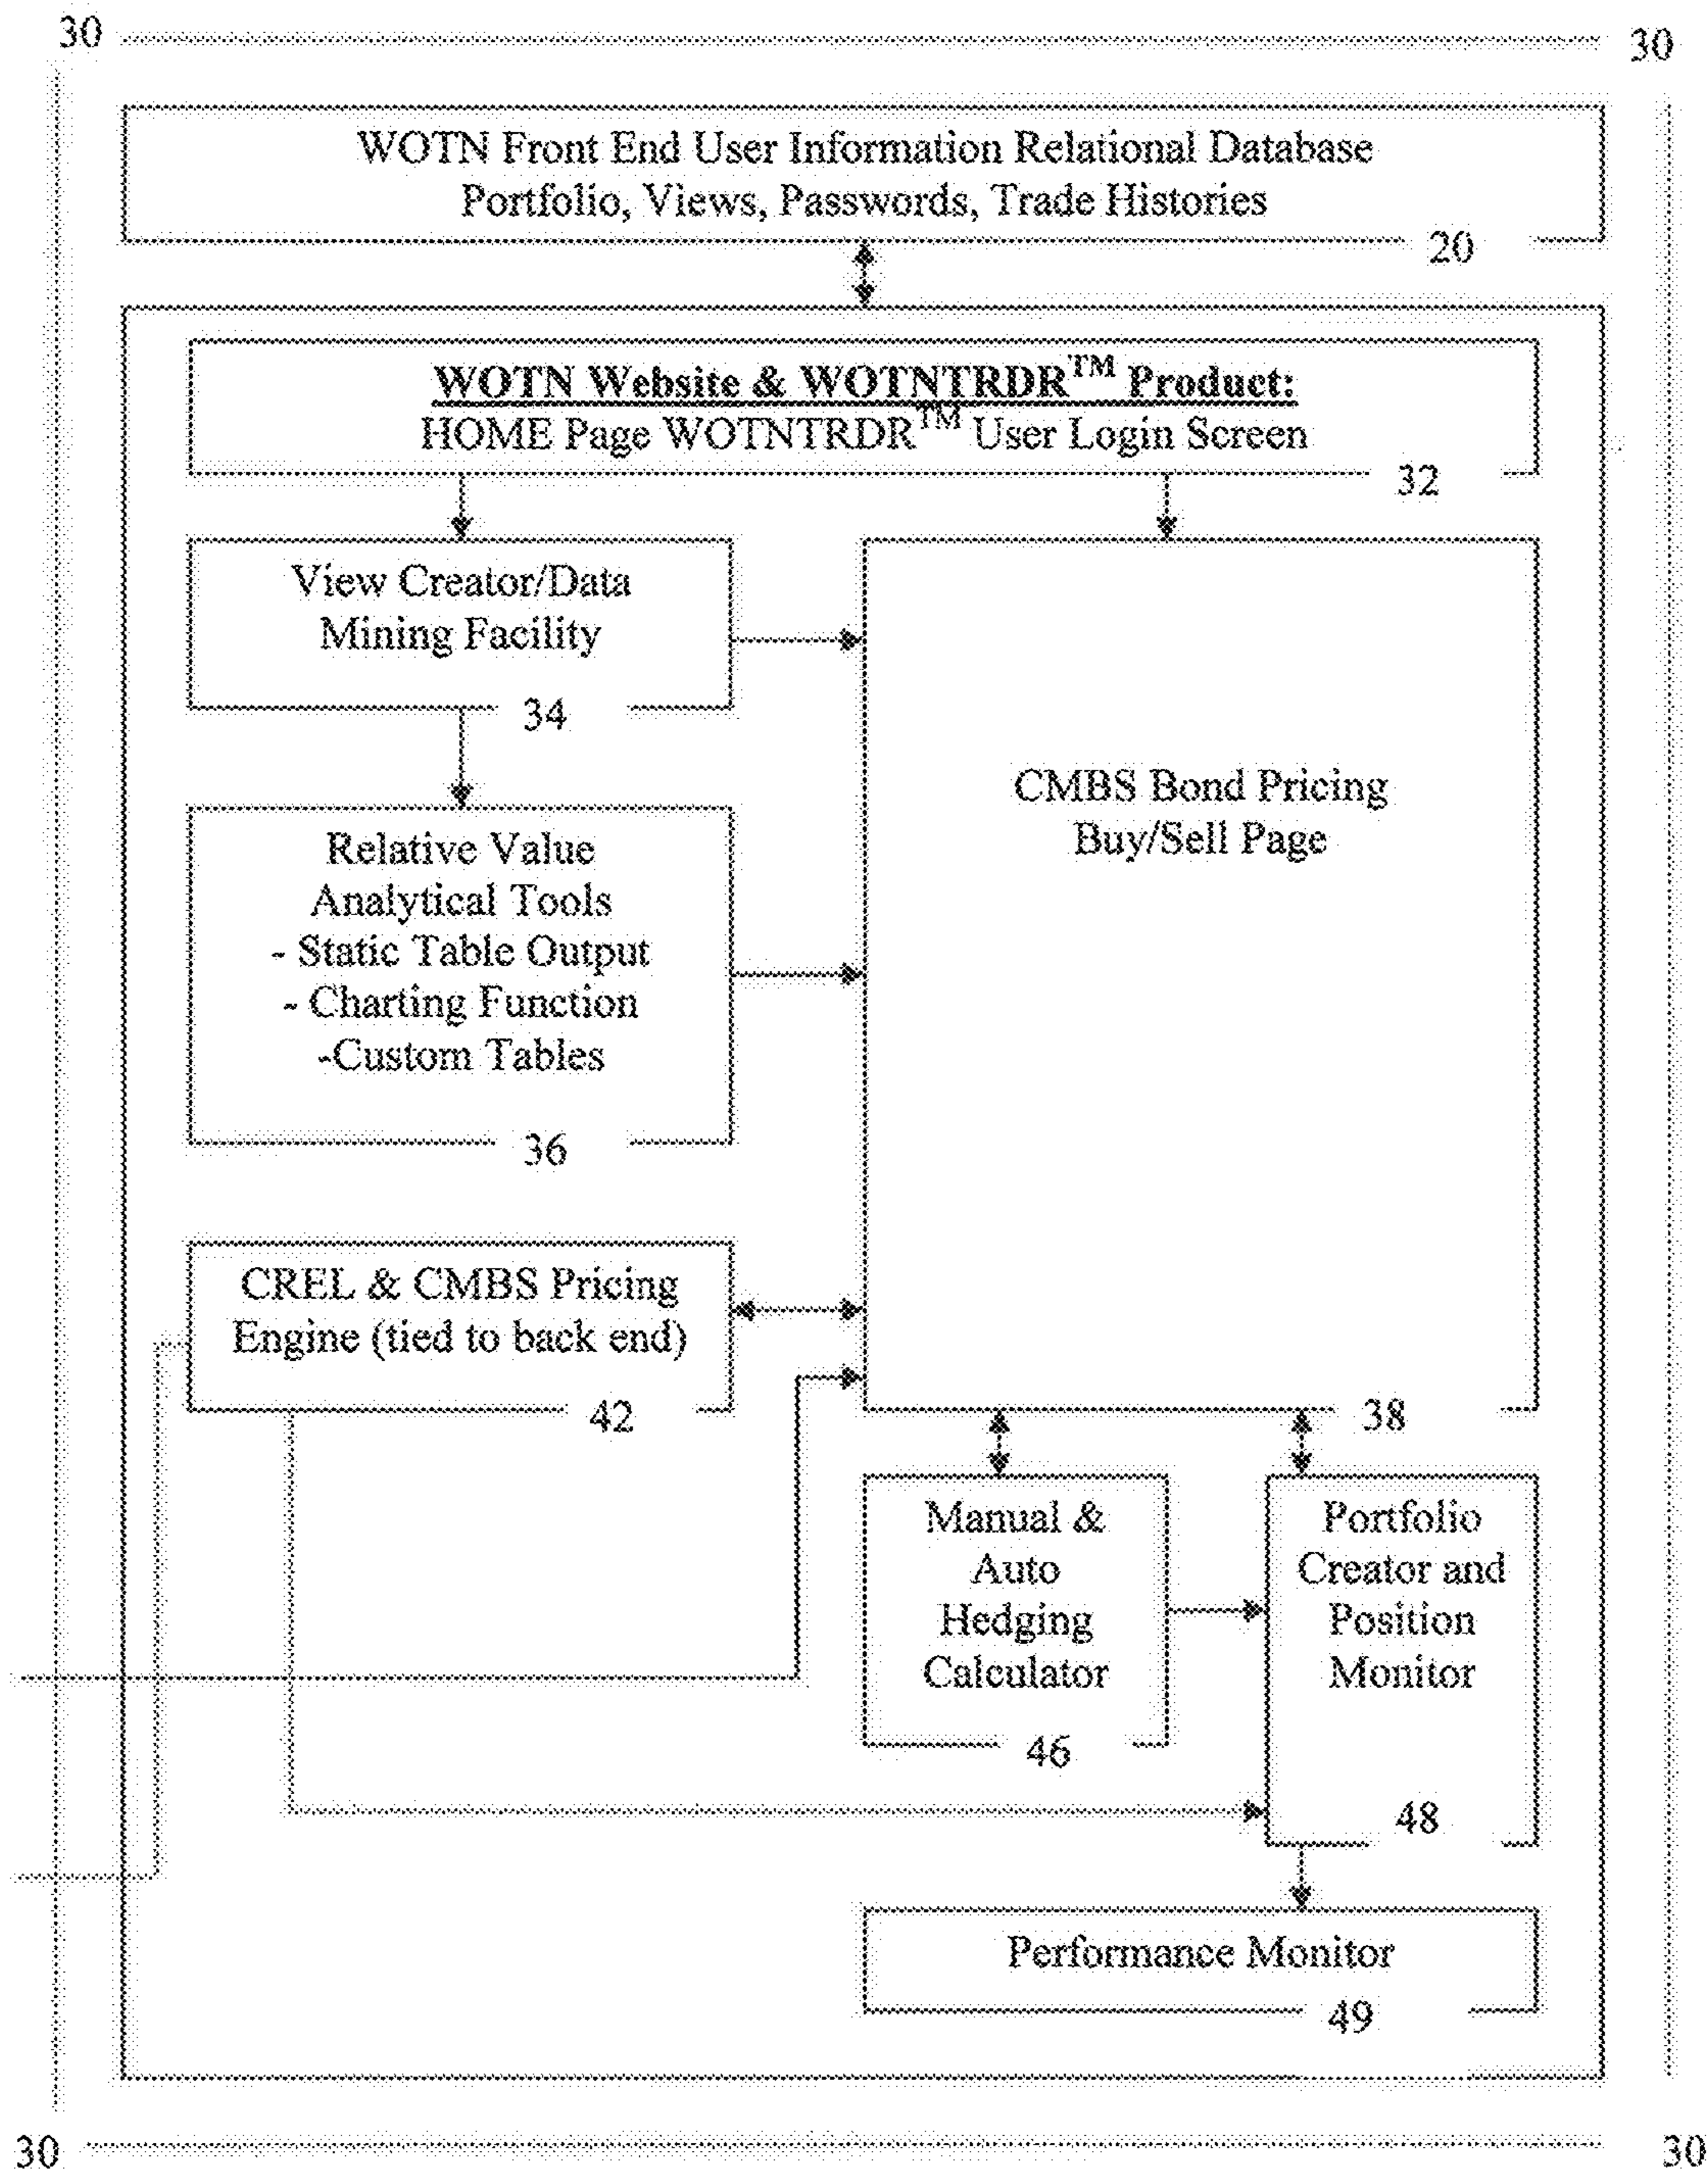 30
30
WOTN Front End User Information Relational Database
Portfolio, Views, Passwords, Trade Histories
20
WOTN Website & WOTNTRDR™ Product:
HOME Page WOTNTRDR™ User Login Screen
32
View Creator/Data
Mining Facility
34
CMBS Bond Pricing
Buy/Sell Page
Relative Value
Analytical Tools
- Static Table Output
- Charting Function
-Custom Tables
36
CREL & CMBS Pricing
Engine (tied to back end)
42
38
Manual &
Auto
Hedging
Calculator
46
Portfolio
Creator and
Position
Monitor
48
Performance Monitor
49
30
30